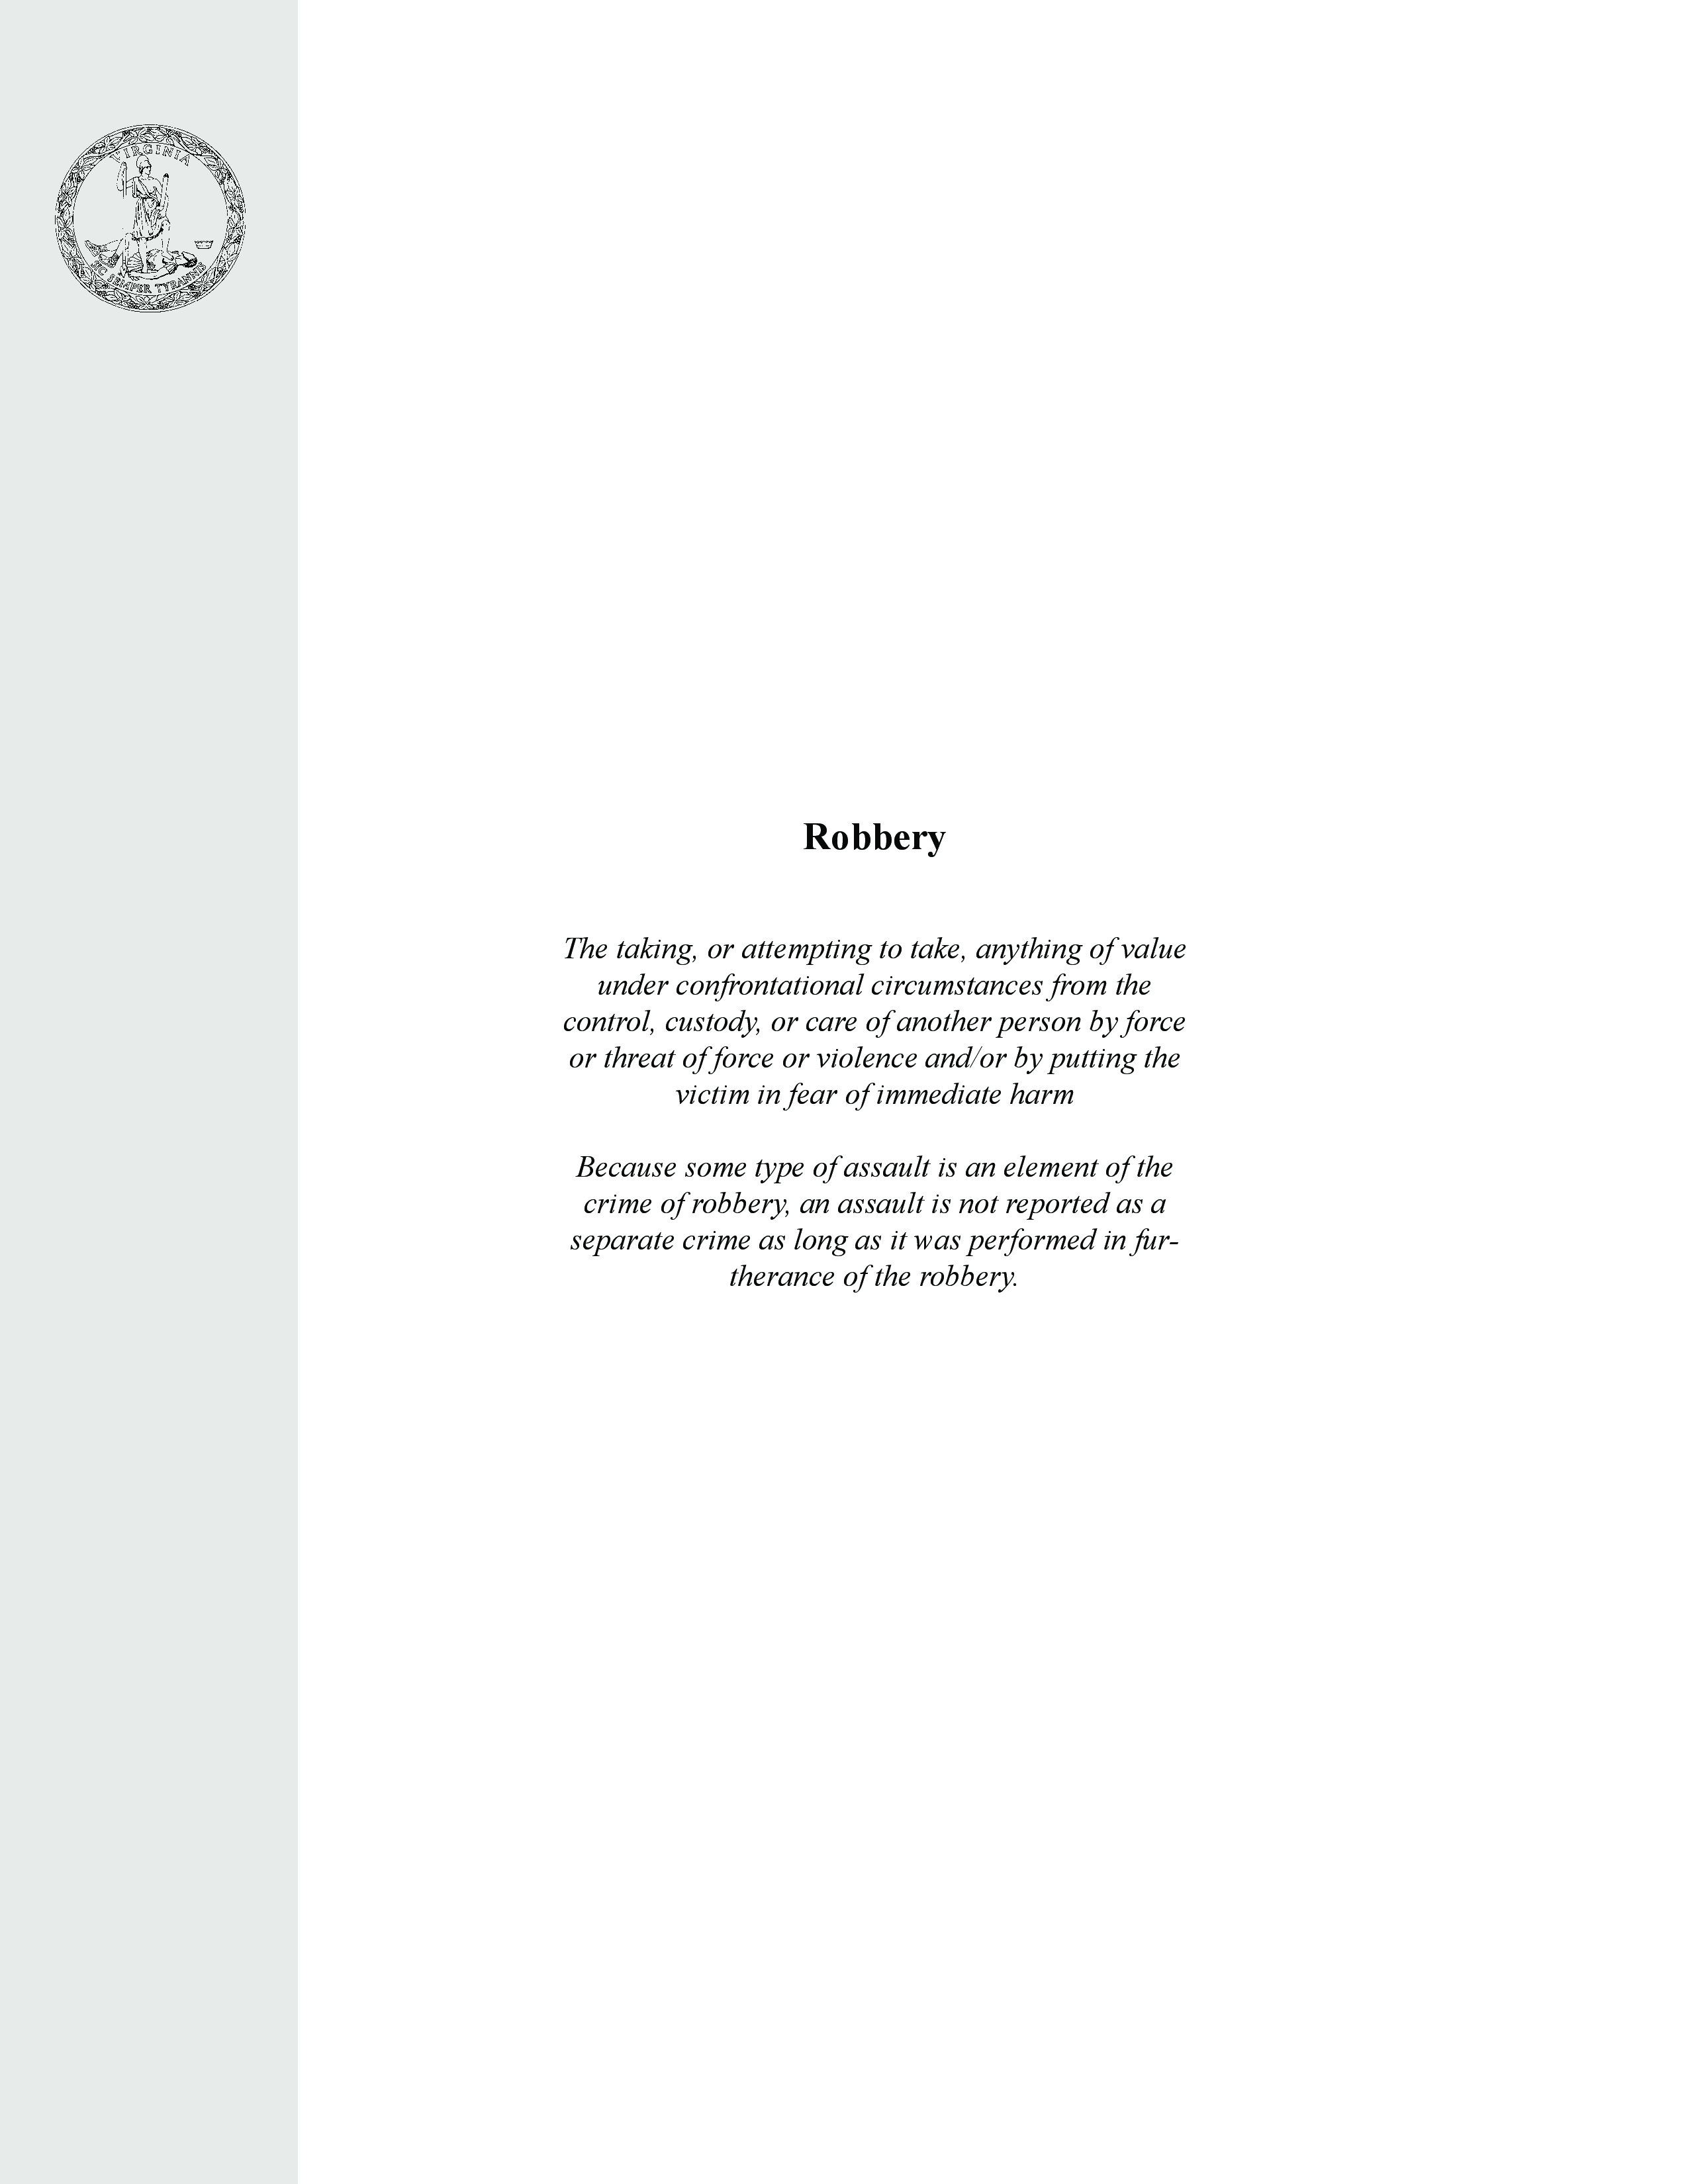 VIRGINIA
SIC SEMPER TYRANNIS
Robbery
The taking, or attempting to take, anything of value
under confrontational circumstances from the
control, custody, or care of another person by force
or threat of force or violence and/or by putting the
victim in fear of immediate harm
Because some type of assault is an element of the
crime of robbery, an assault is not reported as a
separate crime as long as it was performed in fur-
therance of the robbery.